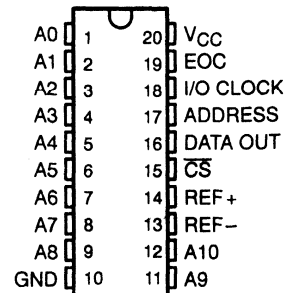 A0 1 20 VCC
A1 2 19 EOC
A2 3 18 I/O CLOCK
A3 4 17 ADDRESS
A4 5 16 DATA OUT
A5 6 15 C̅S̅
A6 7 14 REF+
A7 8 13 REF−
A8 9 12 A10
GND 10 11 A9